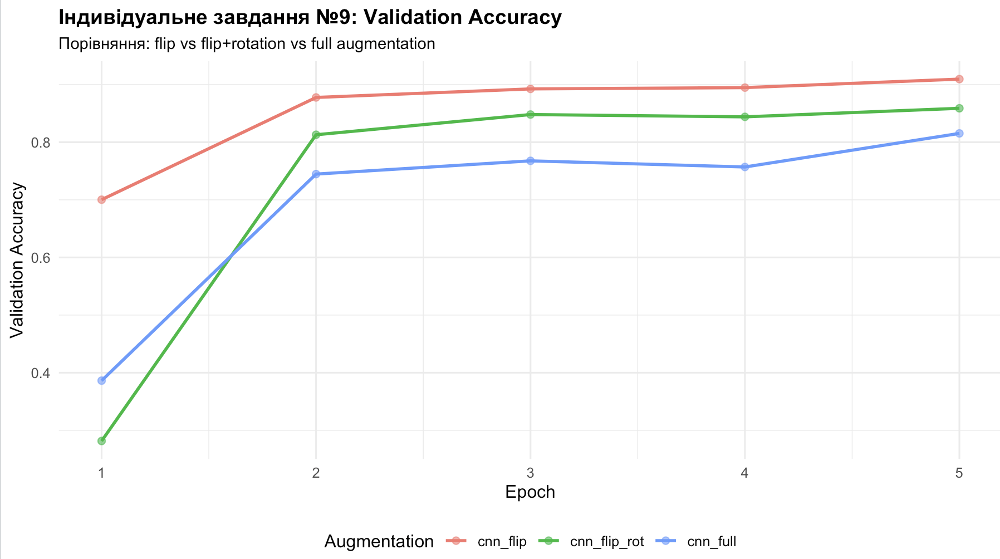 Індивідуальне завдання №9: Validation Accuracy
Порівняння: flip vs flip+rotation vs full augmentation
Validation Accuracy
0.8
0.6
0.4
1 2 3 4 5
Epoch
Augmentation cnn_flip cnn_flip_rot cnn_full